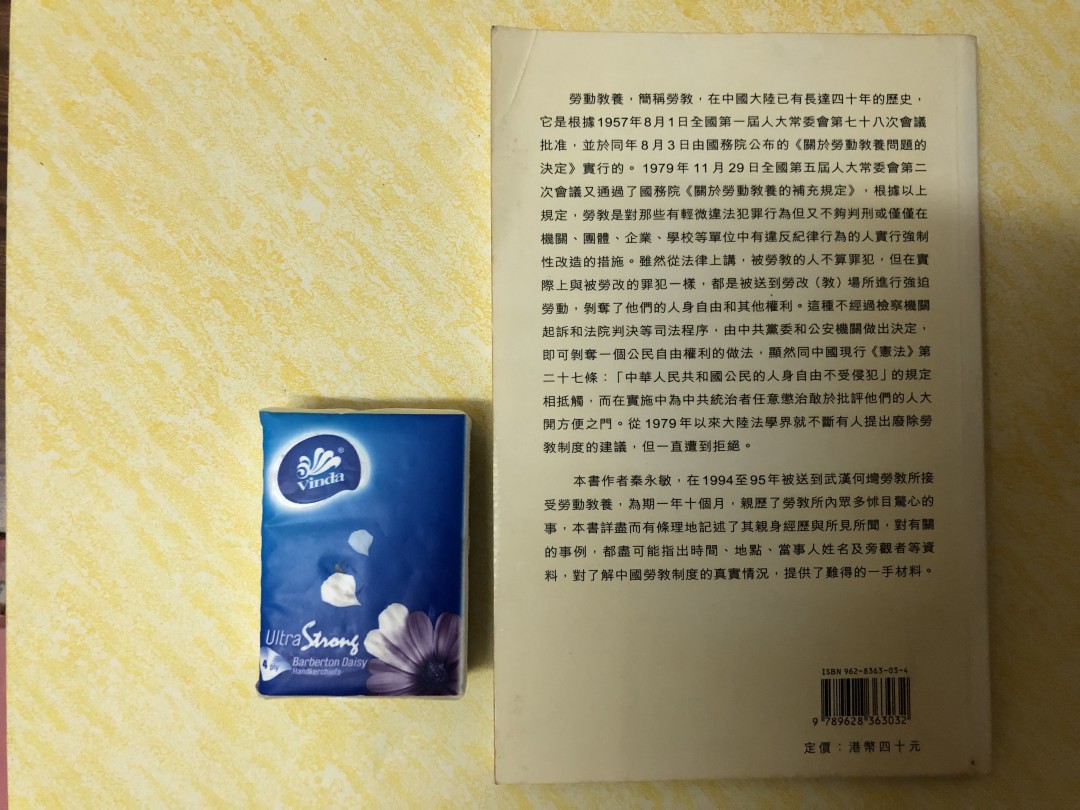 勞動教養，簡稱勞教，在中國大陸已有長達四十年的歷史，
它是根據1957年8月1日全國第一屆人大常委會第七十八次會議
批准，並於同年8月3日由國務院公布的《關於勞動教養問題的
決定》實行的。1979年11月29日全國第五屆人大常委會第二
次會議又通過了國務院《關於勞動教養的補充規定》，根據以上
規定，勞教是對那些有輕微違法犯罪行為但又不夠判刑或僅僅在
機關、團體、企業、學校等單位中有違反紀律行為的人實行強制
性改造的措施。雖然從法律上講，被勞教的人不算罪犯，但在實
際上與被勞改的罪犯一樣，都是被送到勞改（教）場所進行強迫
勞動，剝奪了他們的人身自由和其他權利。這種不經過檢察機關
起訴和法院判決等司法程序，由中共黨委和公安機關做出決定，
即可剝奪一個公民自由權利的做法，顯然同中國現行《憲法》第
二十七條：「中華人民共和國公民的人身自由不受侵犯」的規定
相抵觸，而在實施中為中共統治者任意懲治敢於批評他們的人大
開方便之門。從1979年以來大陸法學界就不斷有人提出廢除勞
教制度的建議，但一直遭到拒絕。
本書作者秦永敏，在1994至95年被送到武漢何灣勞教所接
受勞動教養，為期一年十個月，親歷了勞教所內眾多怵目驚心的
事，本書詳盡而有條理地記述了其親身經歷與所見所聞，對有關
的事例，都盡可能指出時間、地點、當事人姓名及旁觀者等資
料，對了解中國勞教制度的真實情況，提供了難得的一手材料。
ISBN 962-8363-03-4
9 789628 363032
定價：港幣四十元
Vinda®
Ultra Strong
4 ply
Barberton Daisy
Handkerchiefs